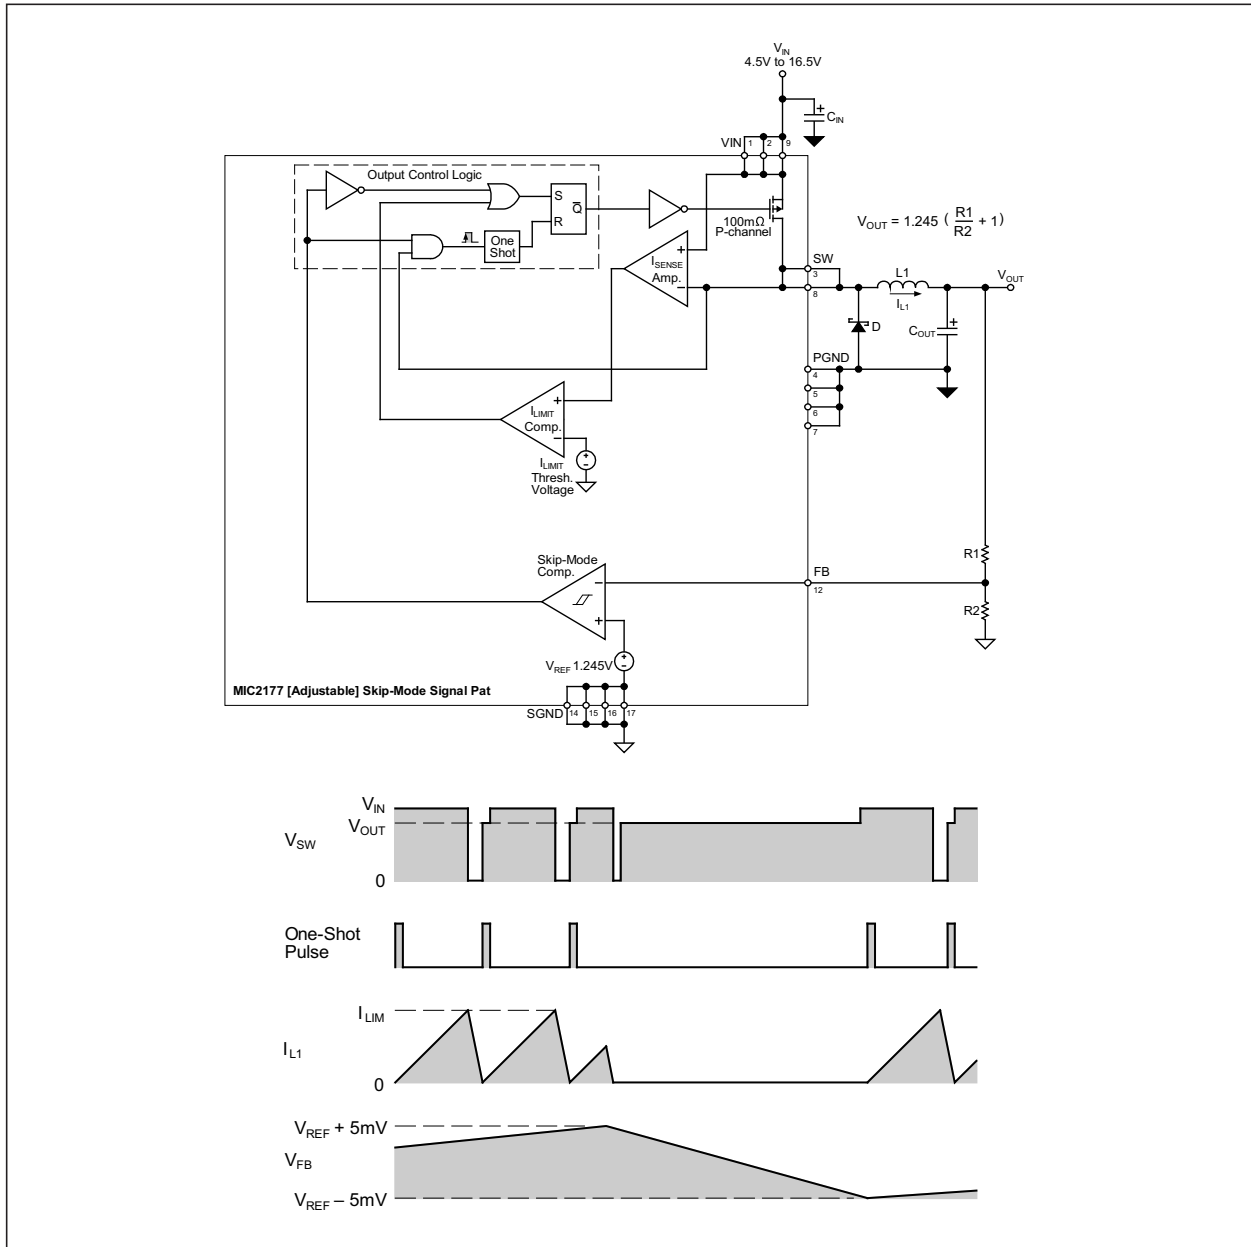 V_IN
4.5V to 16.5V
C_IN
VIN
1
2
9
Output Control Logic
S
Q̅
R
One
Shot
100mΩ
P-channel
V_OUT = 1.245 ( R1/R2 + 1)
+
I_SENSE
Amp.
−
SW
3
8
L1
I_L1
V_OUT
D
C_OUT
+
PGND
4
5
6
7
+
I_LIMIT
Comp.
−
I_LIMIT
Thresh.
Voltage
+
−
Skip-Mode
Comp.
−
+
FB
12
R1
R2
V_REF 1.245V
+
−
MIC2177 [Adjustable] Skip-Mode Signal Pat
SGND
14
15
16
17
V_IN
V_OUT
V_SW
0
One-Shot
Pulse
I_LIM
I_L1
0
V_REF + 5mV
V_FB
V_REF – 5mV